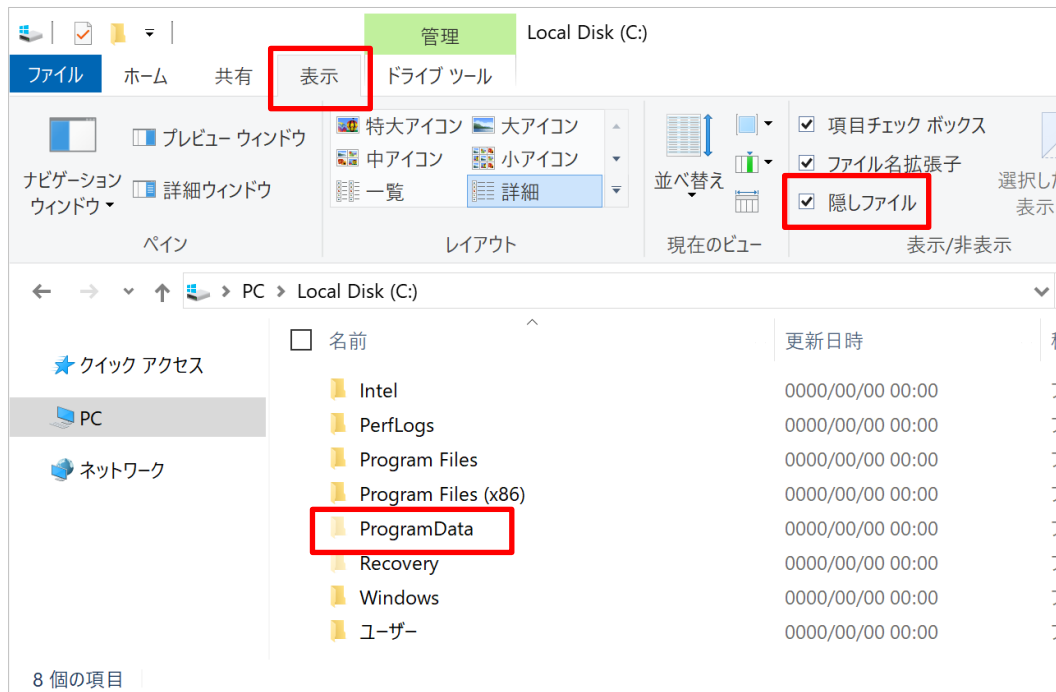 管理 Local Disk (C:)
ファイル ホーム 共有 表示 ドライブ ツール
ナビゲーション
ウィンドウ
プレビュー ウィンドウ
詳細ウィンドウ
ペイン
特大アイコン 大アイコン
中アイコン 小アイコン
一覧 詳細
レイアウト
並べ替え
現在のビュー
項目チェック ボックス
ファイル名拡張子
隠しファイル
選択した
表示
表示/非表示
PC Local Disk (C:)
クイック アクセス
PC
ネットワーク
名前 更新日時
Intel 0000/00/00 00:00
PerfLogs 0000/00/00 00:00
Program Files 0000/00/00 00:00
Program Files (x86) 0000/00/00 00:00
ProgramData 0000/00/00 00:00
Recovery 0000/00/00 00:00
Windows 0000/00/00 00:00
ユーザー 0000/00/00 00:00
8 個の項目